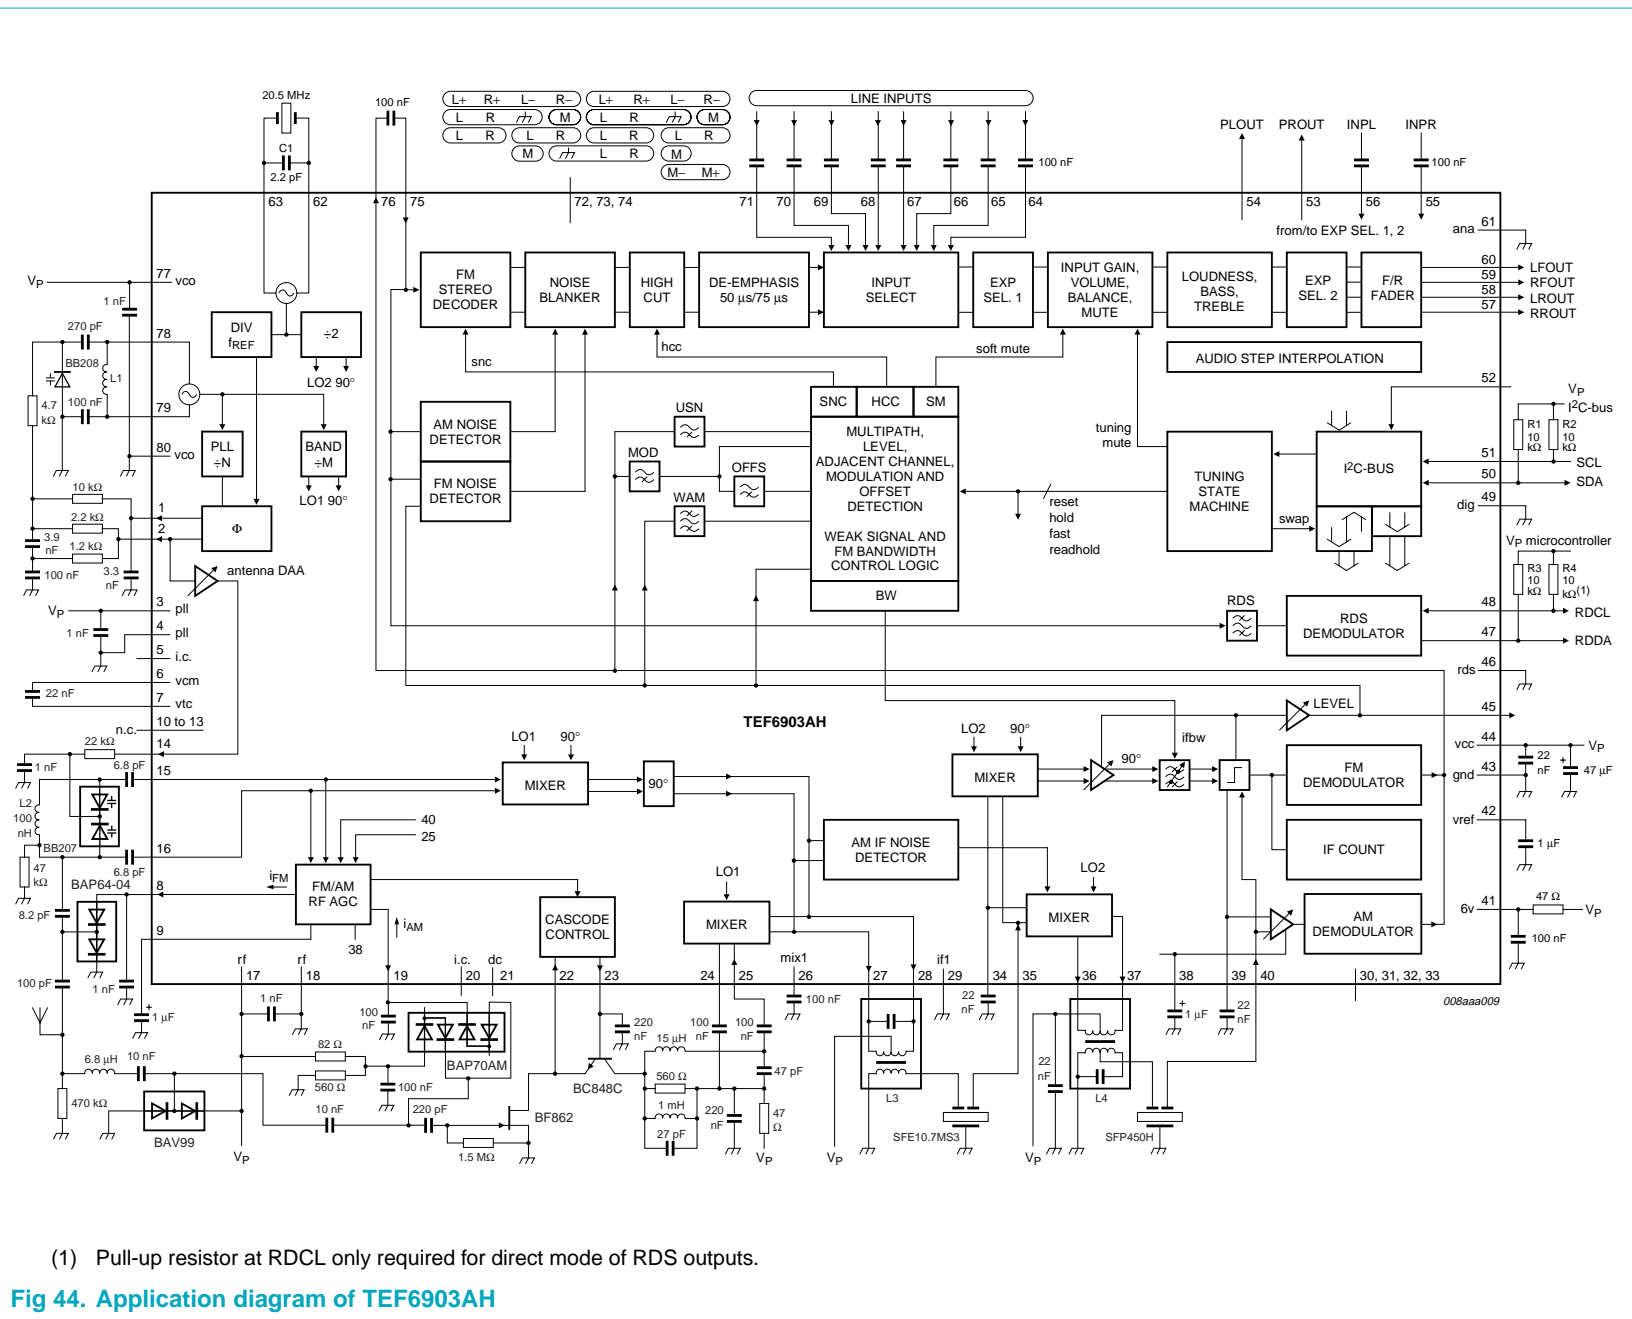 20.5 MHz
C1
2.2 pF
100 nF
L+ R+ L– R– L+ R+ L– R–
L R M L R M
L R L R L R L R
M L R M
M– M+
LINE INPUTS
100 nF
PLOUT PROUT INPL INPR
100 nF
63 62 76 75 72, 73, 74 71 70 69 68 67 66 65 64 54 53 56 55
from/to EXP SEL. 1, 2
ana 61
VP
77
vco
1 nF
FM
STEREO
DECODER
NOISE
BLANKER
HIGH
CUT
DE-EMPHASIS
50 μs/75 μs
INPUT
SELECT
EXP
SEL. 1
INPUT GAIN,
VOLUME,
BALANCE,
MUTE
LOUDNESS,
BASS,
TREBLE
EXP
SEL. 2
F/R
FADER
60 LFOUT
59 RFOUT
58 LROUT
57 RROUT
270 pF
78
BB208
L1
100 nF
4.7
kΩ
79
80
vco
DIV
fREF
÷2
LO2 90°
PLL
÷N
BAND
÷M
LO1 90°
Φ
snc
hcc
soft mute
AUDIO STEP INTERPOLATION
AM NOISE
DETECTOR
FM NOISE
DETECTOR
USN
MOD
OFFS
WAM
SNC HCC SM
MULTIPATH,
LEVEL,
ADJACENT CHANNEL,
MODULATION AND
OFFSET
DETECTION
WEAK SIGNAL AND
FM BANDWIDTH
CONTROL LOGIC
BW
tuning
mute
reset
hold
fast
readhold
TUNING
STATE
MACHINE
swap
I2C-BUS
52
VP
I2C-bus
R1
10
kΩ
R2
10
kΩ
51
SCL
50
SDA
49
dig
VP microcontroller
R3
10
kΩ
R4
10
kΩ(1)
48
RDCL
47
RDDA
46
rds
RDS
RDS
DEMODULATOR
10 kΩ
1
2.2 kΩ
2
3.9
nF
1.2 kΩ
100 nF
3.3
nF
antenna DAA
VP
3
pll
1 nF
4
pll
5
i.c.
6
vcm
22 nF
7
vtc
10 to 13
n.c.
22 kΩ
14
1 nF
6.8 pF
15
L2
100
nH
BB207
16
47
kΩ
6.8 pF
BAP64-04
8
8.2 pF
9
100 pF
1 nF
1 μF
TEF6903AH
LO1 90°
MIXER
90°
40
25
iFM
FM/AM
RF AGC
iAM
38
CASCODE
CONTROL
LO1
MIXER
AM IF NOISE
DETECTOR
LO2 90°
MIXER
90°
ifbw
LEVEL
45
FM
DEMODULATOR
IF COUNT
AM
DEMODULATOR
LO2
MIXER
44
vcc
VP
22
nF
47 μF
43
gnd
42
vref
1 μF
41
6v
47 Ω
VP
100 nF
rf
17
rf
18
19
i.c.
20
dc
21
22 23 24 25
mix1
26
27 28
if1
29
34 35 36 37 38 39 40 30, 31, 32, 33
008aaa009
1 nF
100
nF
220
nF
100
nF
100
nF
100 nF
22
nF
1 μF
22
nF
6.8 μH
10 nF
470 kΩ
BAV99
82 Ω
560 Ω
100 nF
BAP70AM
10 nF
220 pF
1.5 MΩ
BF862
BC848C
15 μH
560 Ω
1 mH
27 pF
47 pF
220
nF
47
Ω
VP
VP
VP
L3
SFE10.7MS3
22
nF
VP
L4
SFP450H
(1) Pull-up resistor at RDCL only required for direct mode of RDS outputs.
Fig 44. Application diagram of TEF6903AH